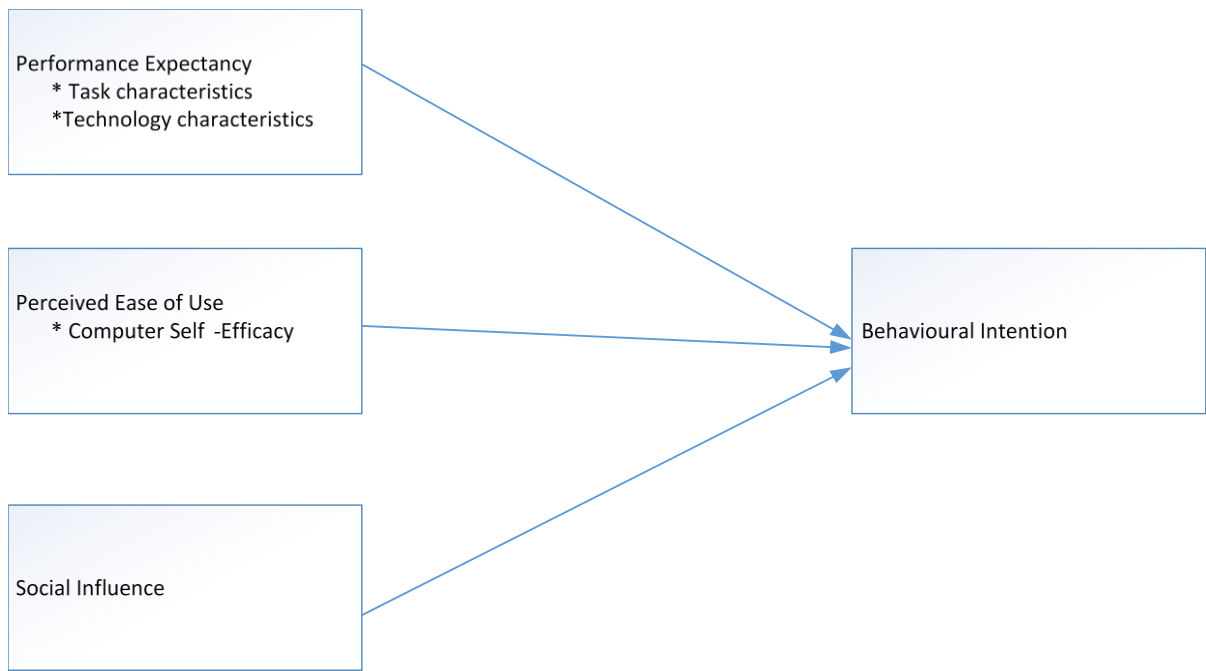 Performance Expectancy
* Task characteristics
*Technology characteristics
Perceived Ease of Use
* Computer Self -Efficacy
Behavioural Intention
Social Influence